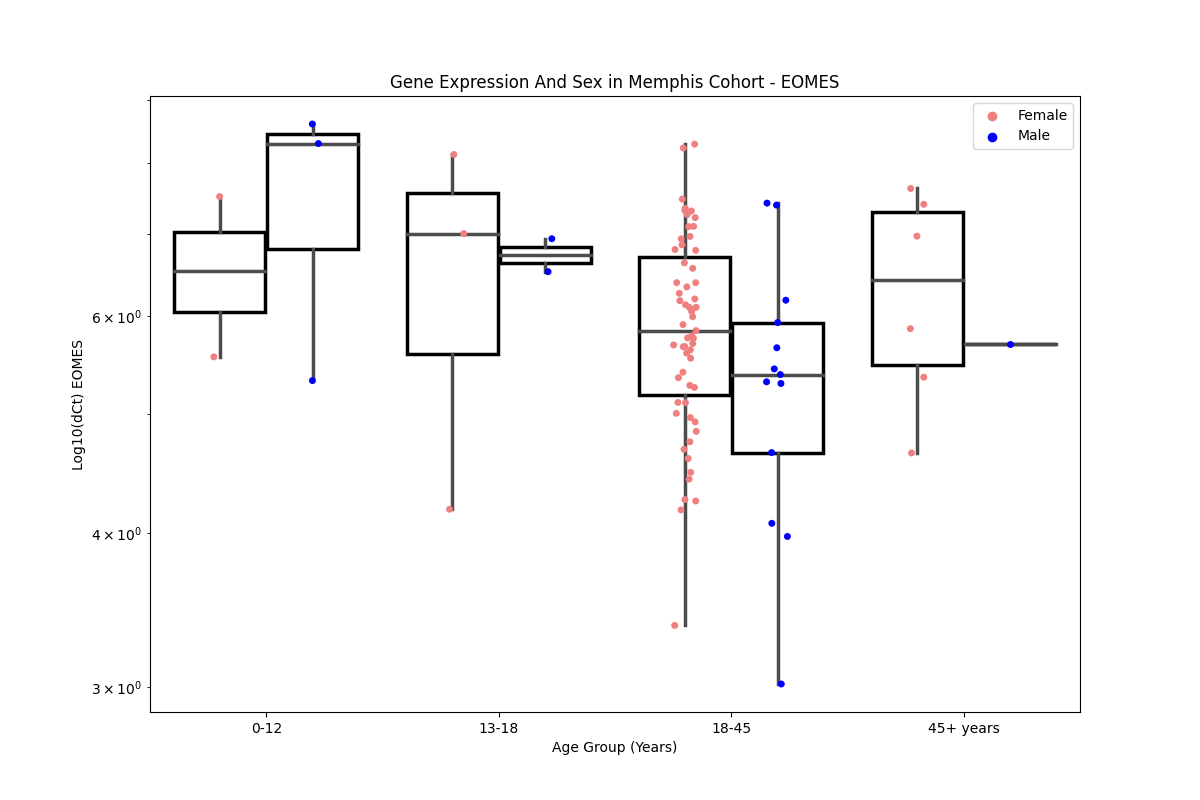 Gene Expression And Sex in Memphis Cohort - EOMES
Female
Male
Log10(dCt) EOMES
6 × 10⁰
4 × 10⁰
3 × 10⁰
0-12
13-18
18-45
45+ years
Age Group (Years)